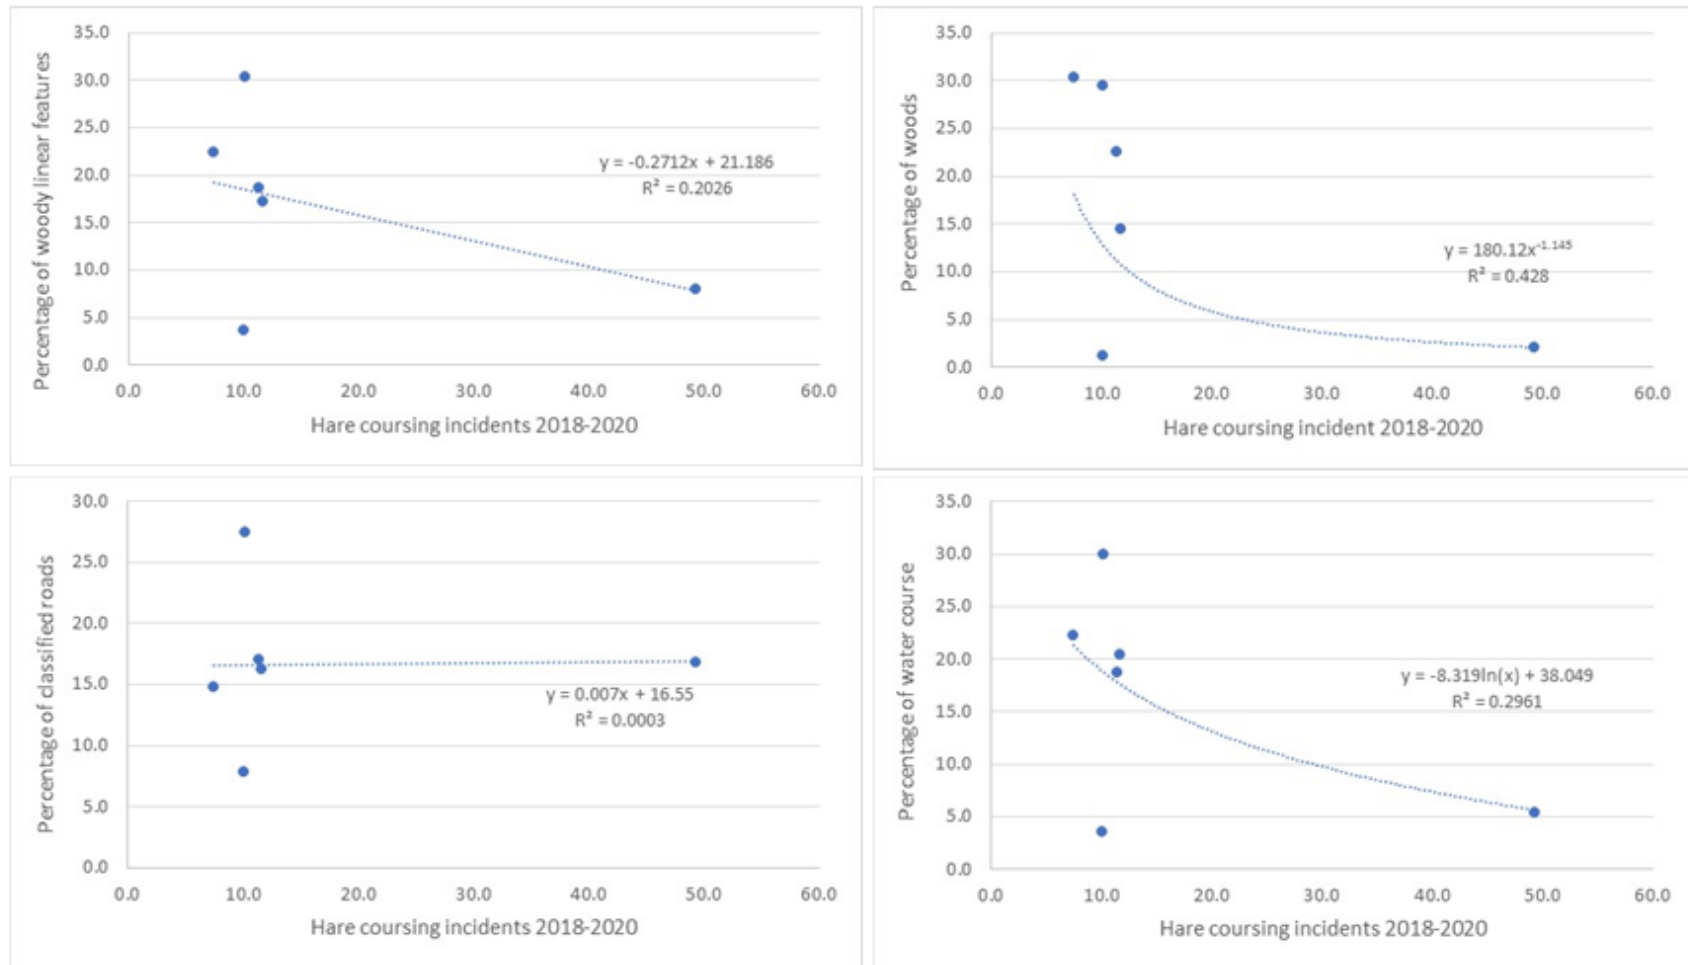 Percentage of woody linear features
35.0
30.0
25.0
20.0
15.0
10.0
5.0
0.0
y = -0.2712x + 21.186
R² = 0.2026
0.0 10.0 20.0 30.0 40.0 50.0 60.0
Hare coursing incidents 2018-2020
Percentage of woods
35.0
30.0
25.0
20.0
15.0
10.0
5.0
0.0
y = 180.12x⁻¹·¹⁴⁵
R² = 0.428
0.0 10.0 20.0 30.0 40.0 50.0 60.0
Hare coursing incident 2018-2020
Percentage of classified roads
30.0
25.0
20.0
15.0
10.0
5.0
0.0
y = 0.007x + 16.55
R² = 0.0003
0.0 10.0 20.0 30.0 40.0 50.0 60.0
Hare coursing incidents 2018-2020
Percentage of water course
35.0
30.0
25.0
20.0
15.0
10.0
5.0
0.0
y = -8.319ln(x) + 38.049
R² = 0.2961
0.0 10.0 20.0 30.0 40.0 50.0 60.0
Hare coursing incidents 2018-2020